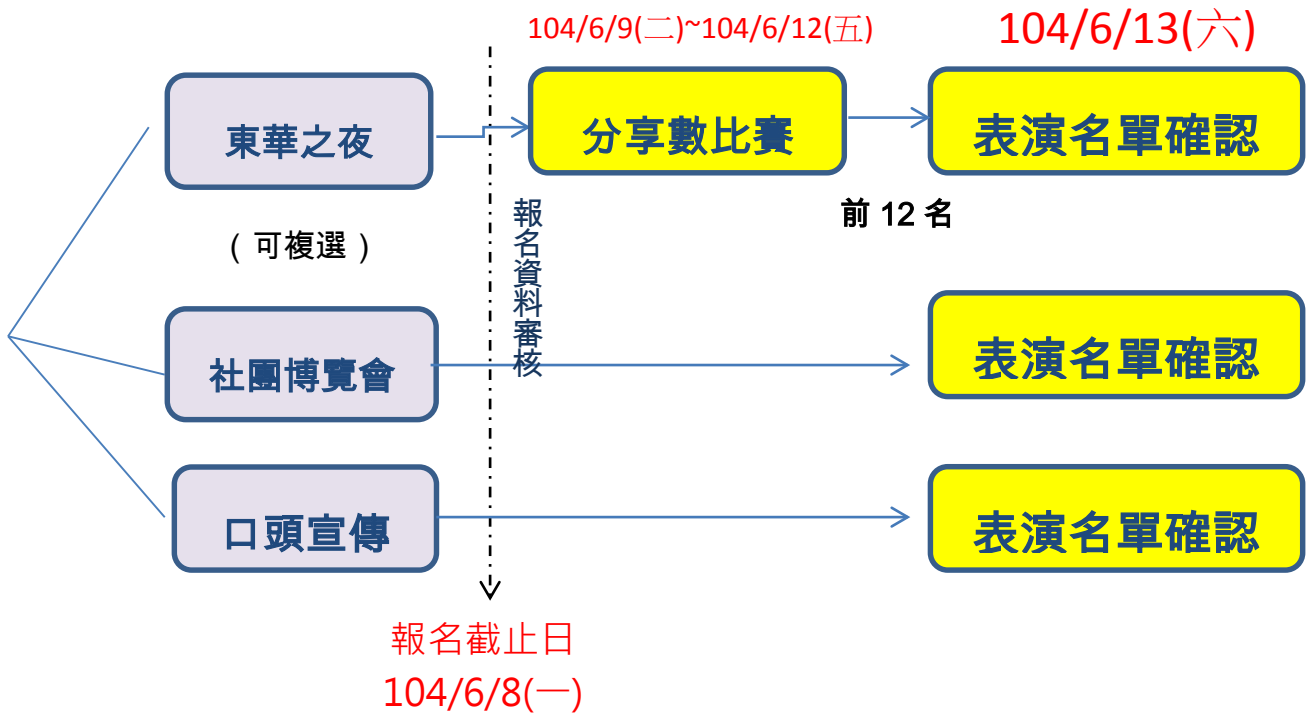 104/6/9(二)~104/6/12(五)
104/6/13(六)
東華之夜
分享數比賽
表演名單確認
(可複選)
報名資料審核
前 12 名
社團博覽會
表演名單確認
口頭宣傳
表演名單確認
報名截止日
104/6/8(一)